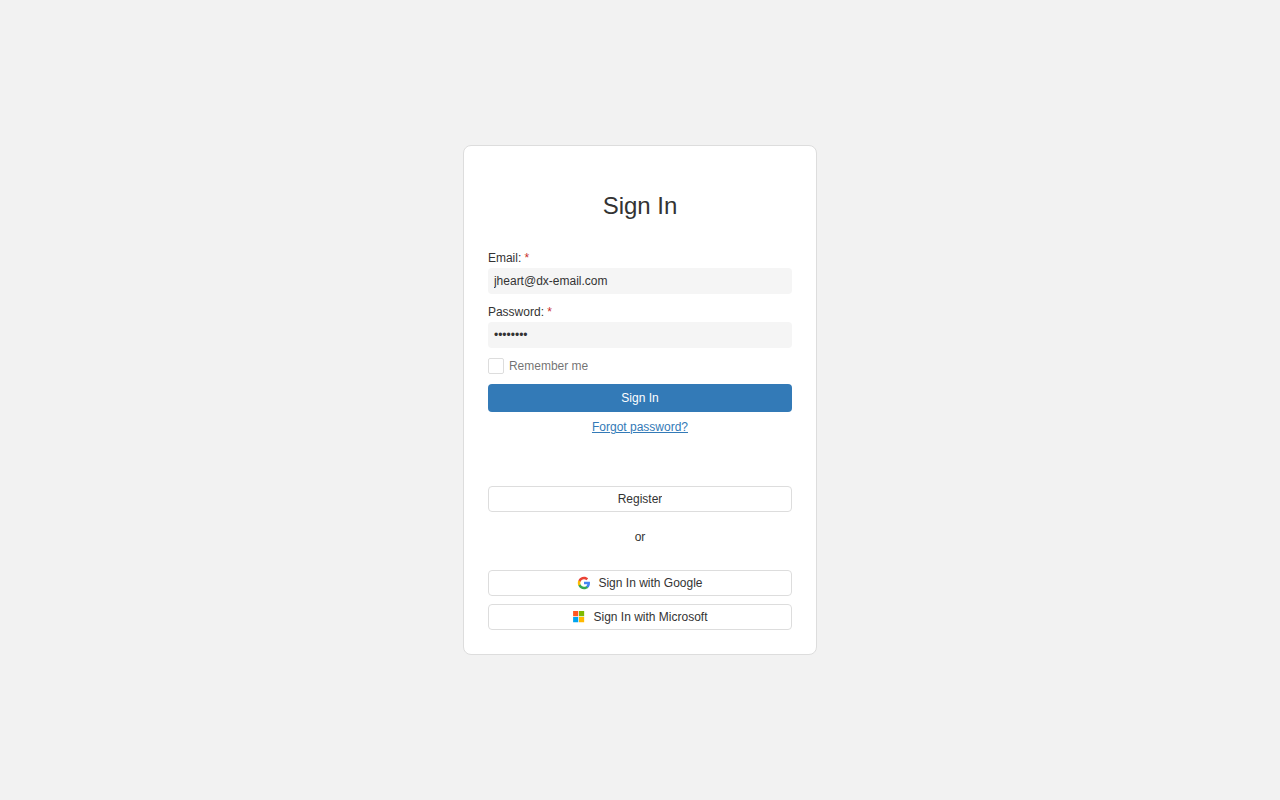 Sign In
Email: *
jheart@dx-email.com
Password: *
••••••••
Remember me
Sign In
Forgot password?
Register
or
Sign In with Google
Sign In with Microsoft